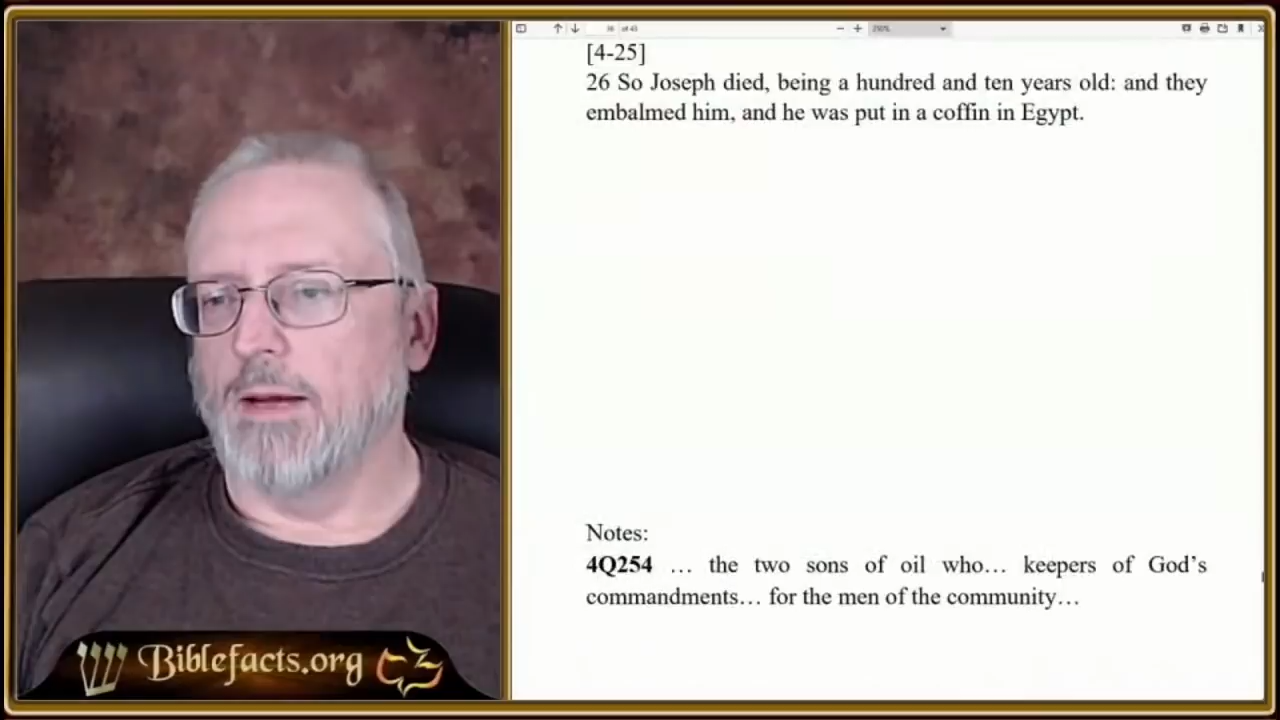 of 45
[4-25]
26 So Joseph died, being a hundred and ten years old: and they
embalmed him, and he was put in a coffin in Egypt.
Notes:
4Q254 … the two sons of oil who… keepers of God’s
commandments… for the men of the community…
ש Biblefacts.org